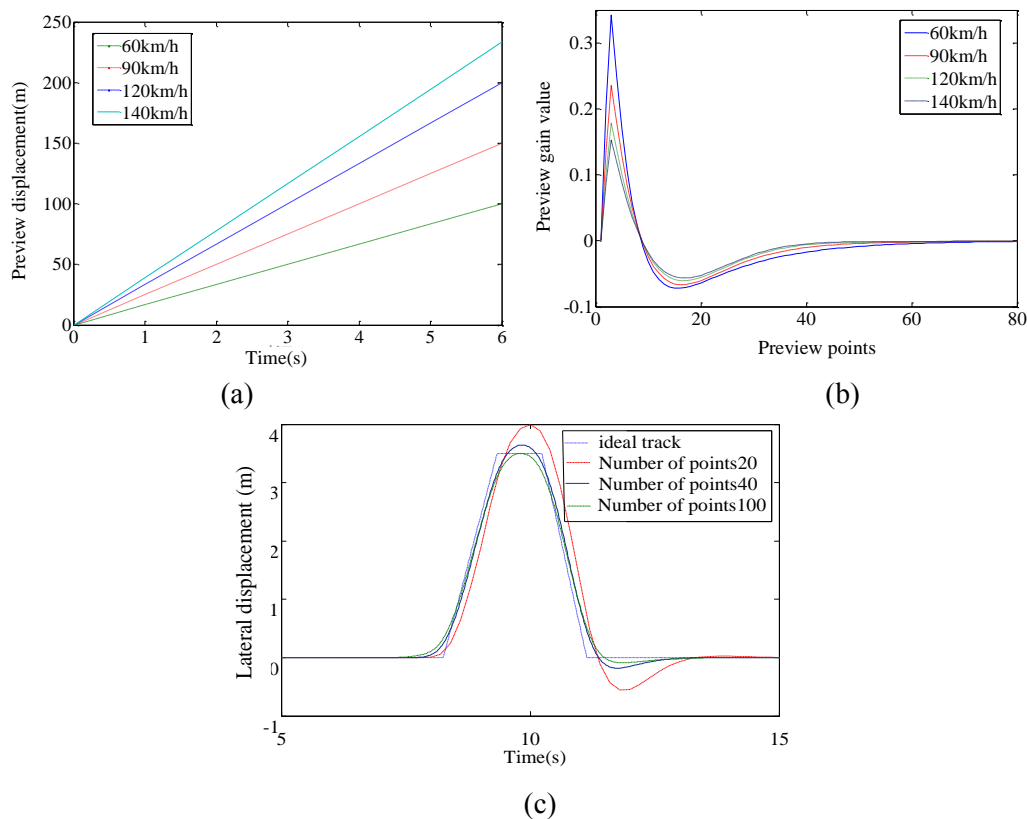 250
200
150
100
50
0
Preview displacement(m)
60km/h
90km/h
120km/h
140km/h
0 1 2 3 4 5 6
Time(s)
(a)
0.3
0.2
0.1
0
-0.1
Preview gain value
60km/h
90km/h
120km/h
140km/h
0 20 40 60 80
Preview points
(b)
4
3
2
1
0
-1
Lateral displacement (m)
ideal track
Number of points20
Number of points40
Number of points100
5 10 15
Time(s)
(c)